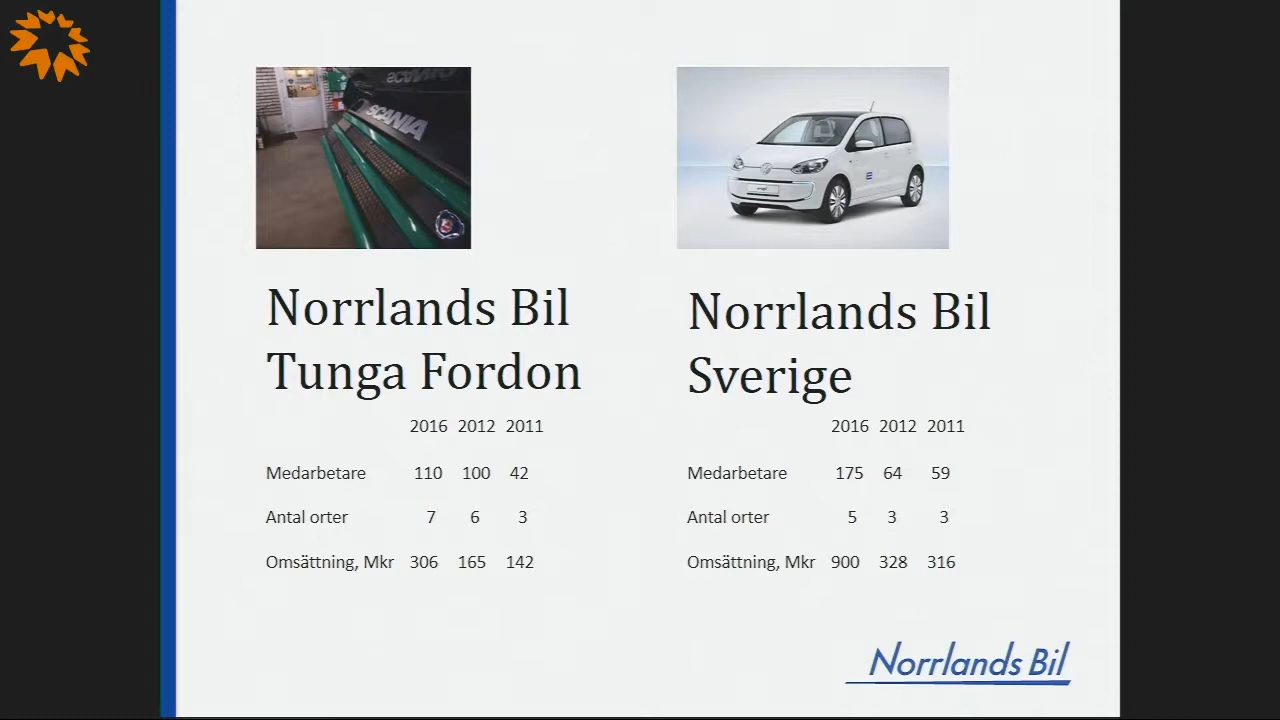 SCANIA
Norrlands Bil
Tunga Fordon
2016 2012 2011
Medarbetare 110 100 42
Antal orter 7 6 3
Omsättning, Mkr 306 165 142
Norrlands Bil
Sverige
2016 2012 2011
Medarbetare 175 64 59
Antal orter 5 3 3
Omsättning, Mkr 900 328 316
Norrlands Bil